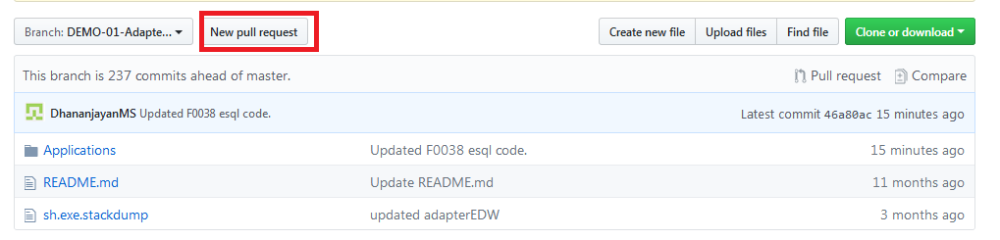 Branch: DEMO-01-Adapte... New pull request Create new file Upload files Find file Clone or download
This branch is 237 commits ahead of master. Pull request Compare
DhananjayanMS Updated F0038 esql code. Latest commit 46a80ac 15 minutes ago
Applications Updated F0038 esql code. 15 minutes ago
README.md Update README.md 11 months ago
sh.exe.stackdump updated adapterEDW 3 months ago